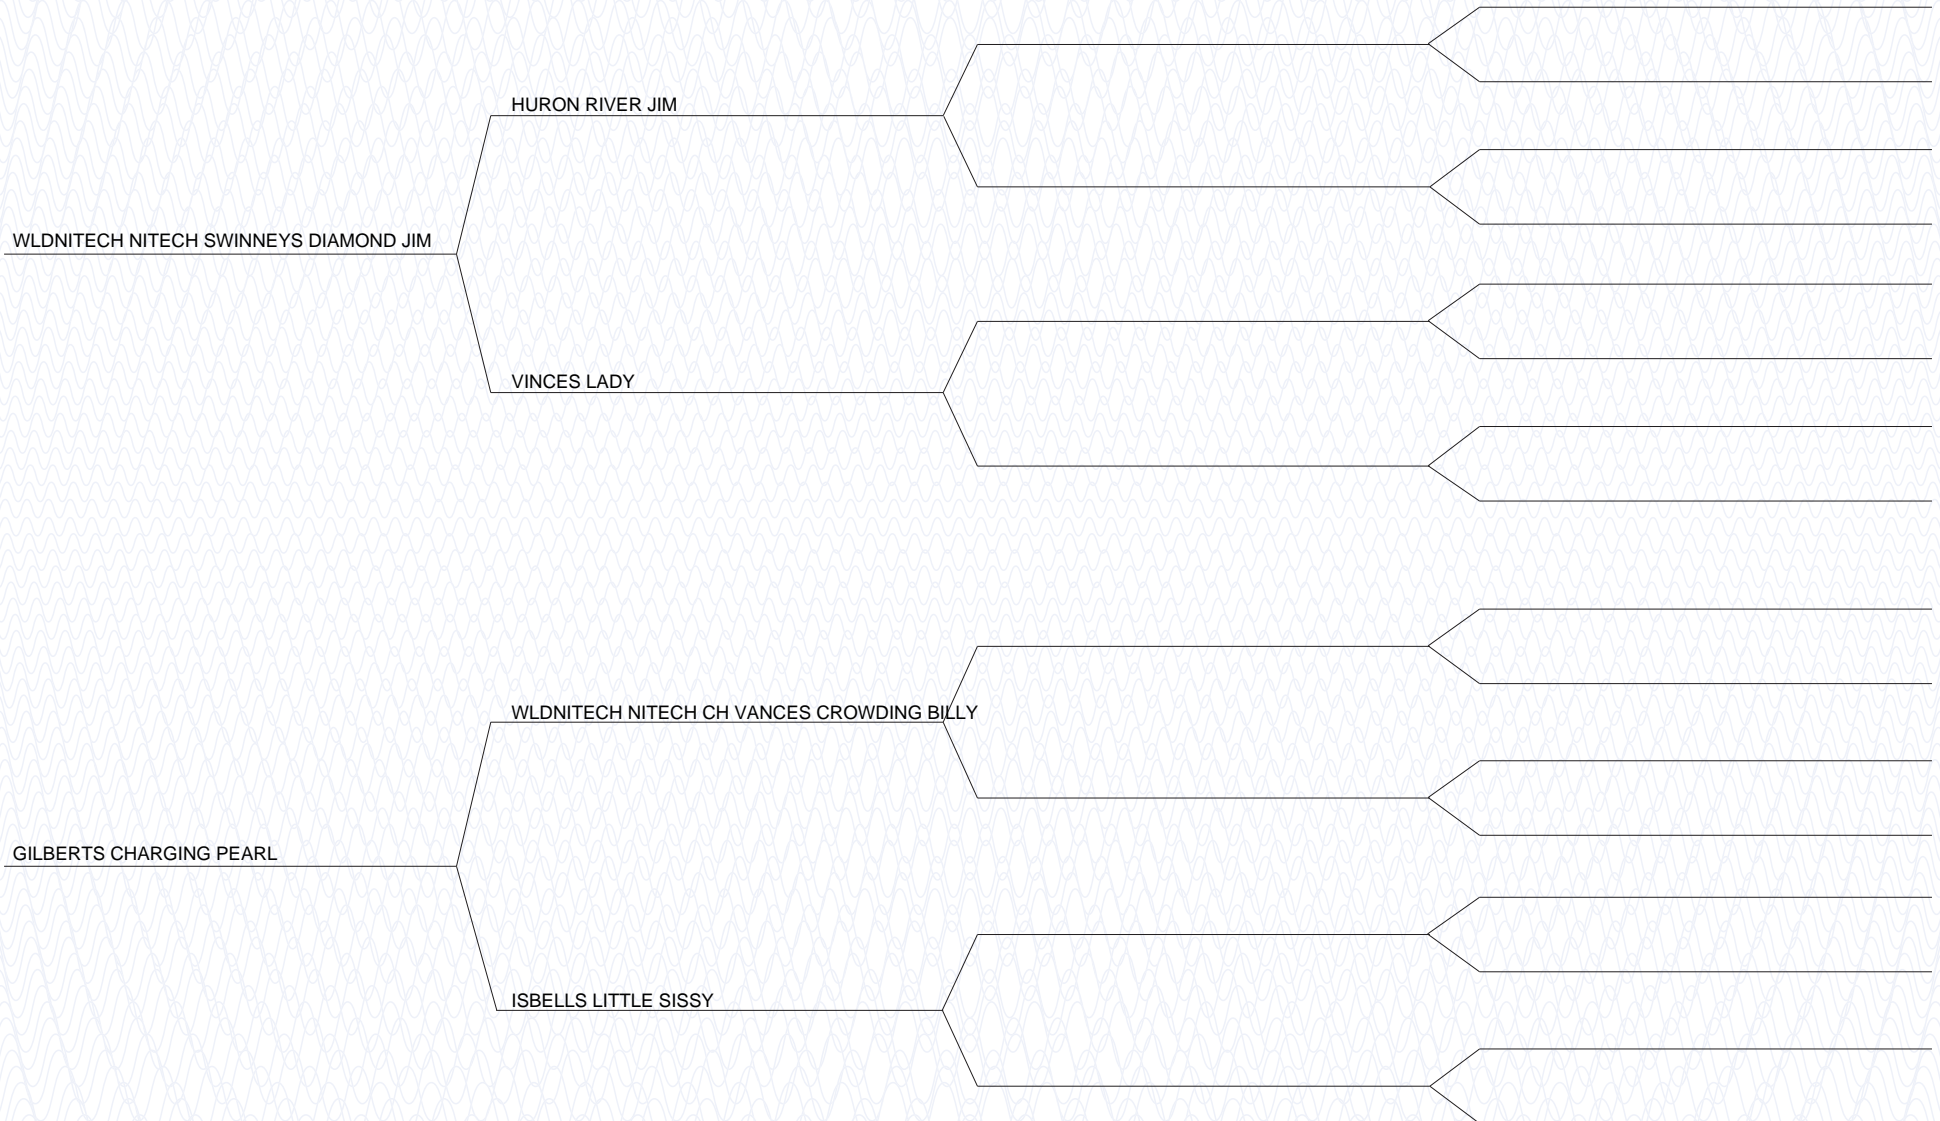 HURON RIVER JIM
WLDNITECH NITECH SWINNEYS DIAMOND JIM
VINCES LADY
WLDNITECH NITECH CH VANCES CROWDING BILLY
GILBERTS CHARGING PEARL
ISBELLS LITTLE SISSY